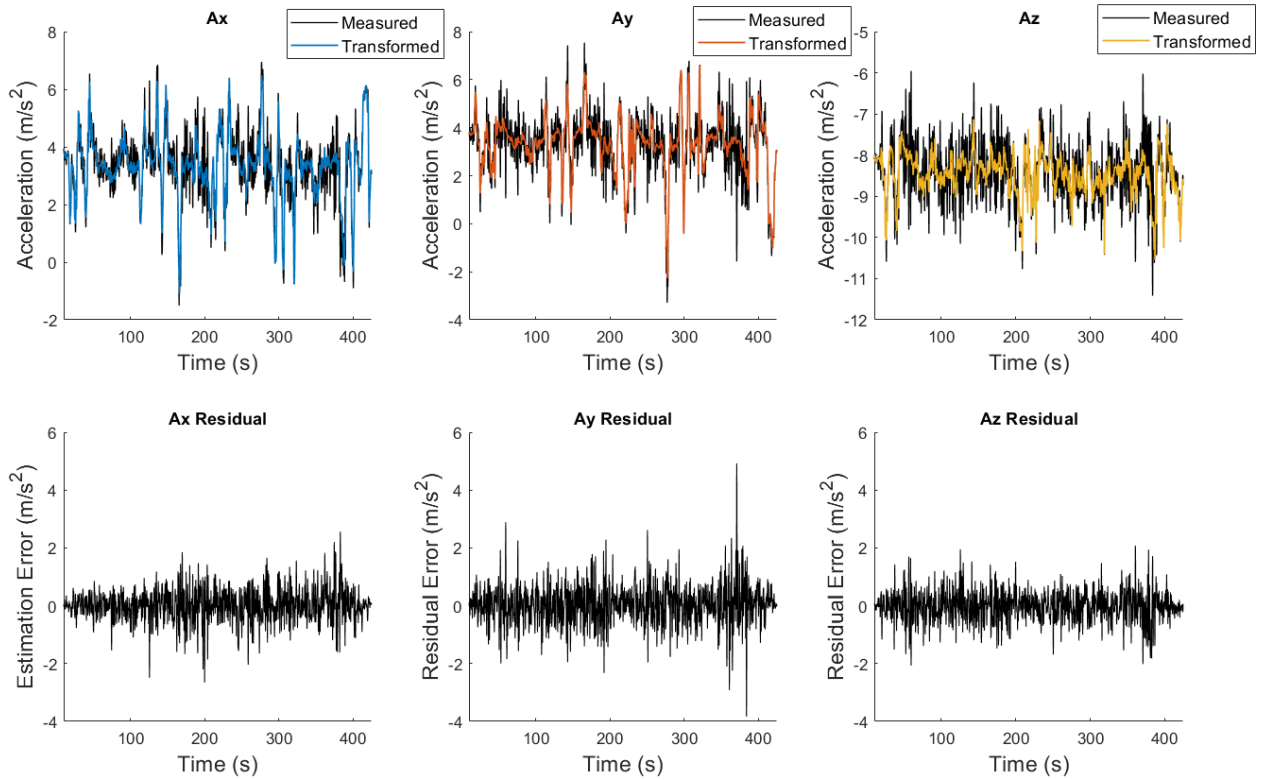 Ax
Measured
Transformed
Acceleration (m/s²)
8
6
4
2
0
-2
100
200
300
400
Time (s)
Ay
Measured
Transformed
Acceleration (m/s²)
8
6
4
2
0
-2
-4
100
200
300
400
Time (s)
Az
Measured
Transformed
Acceleration (m/s²)
-5
-6
-7
-8
-9
-10
-11
-12
100
200
300
400
Time (s)
Ax Residual
Estimation Error (m/s²)
6
4
2
0
-2
-4
100
200
300
400
Time (s)
Ay Residual
Residual Error (m/s²)
6
4
2
0
-2
-4
100
200
300
400
Time (s)
Az Residual
Residual Error (m/s²)
6
4
2
0
-2
-4
100
200
300
400
Time (s)